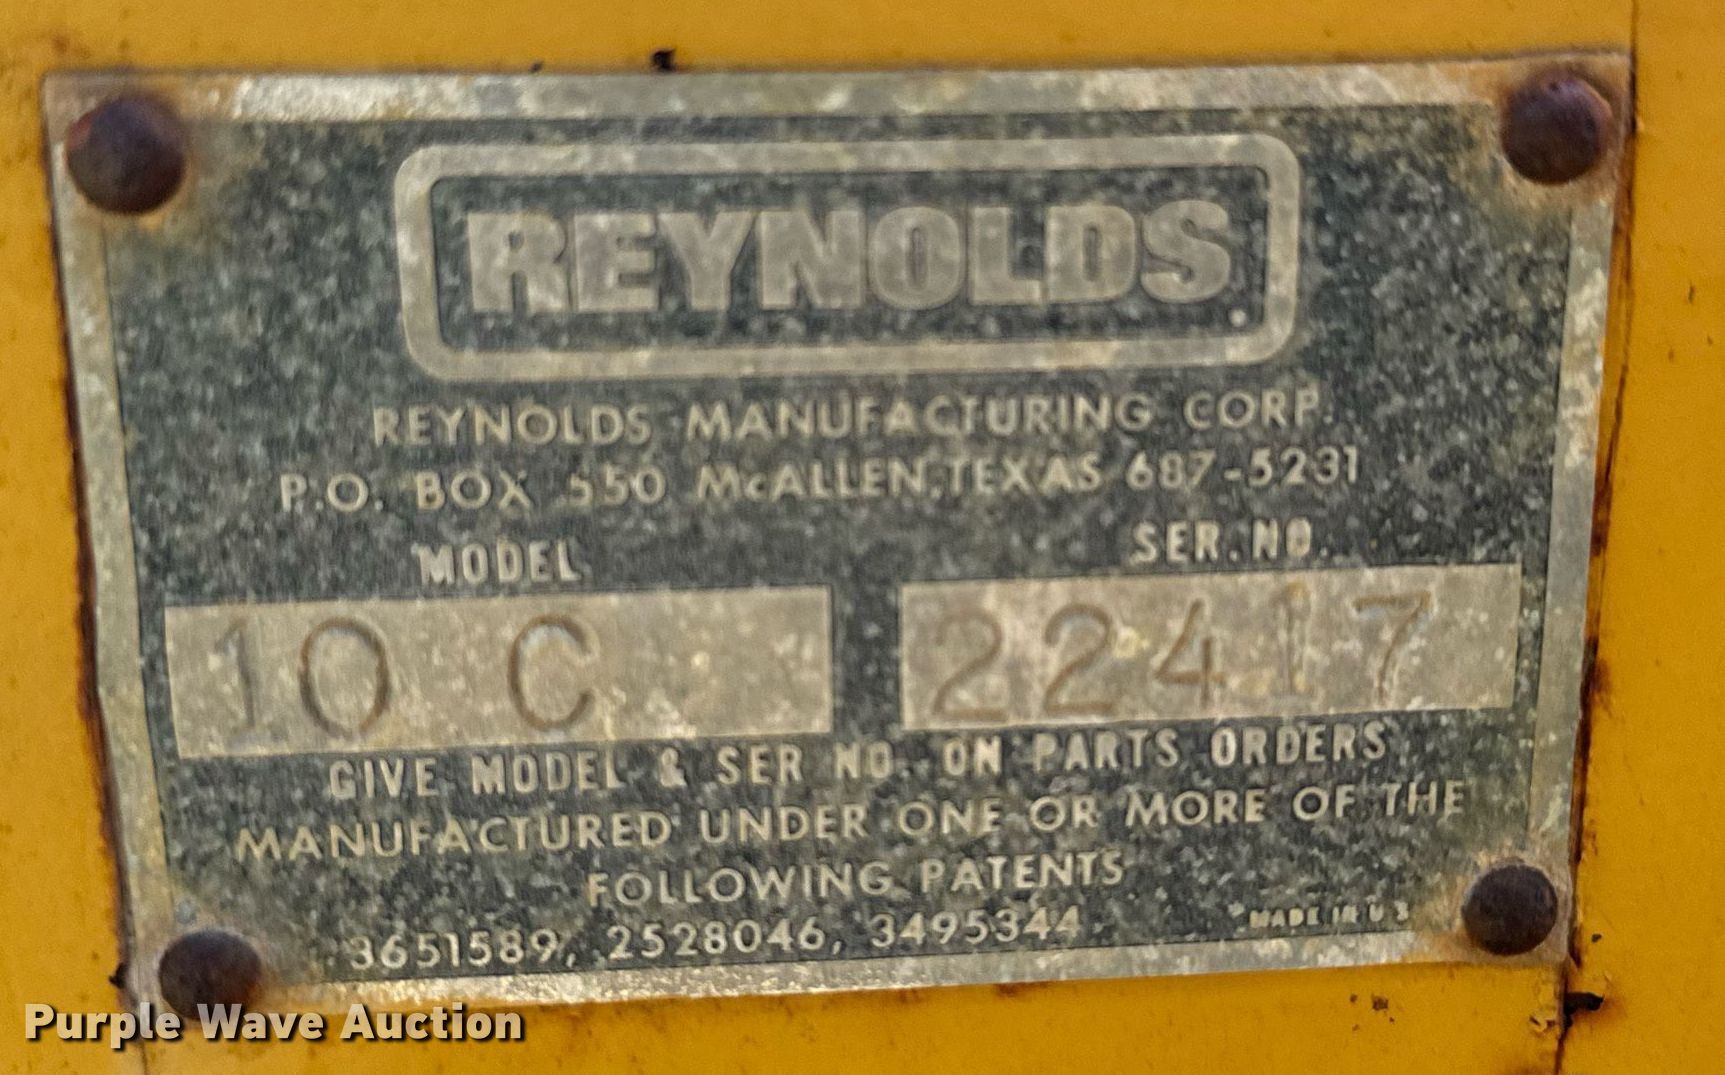 REYNOLDS
REYNOLDS MANUFACTURING CORP.
P.O. BOX 550 McALLEN, TEXAS 687-5231
MODEL SER. NO.
10 C 22417
GIVE MODEL & SER NO. ON PARTS ORDERS
MANUFACTURED UNDER ONE OR MORE OF THE
FOLLOWING PATENTS
3651589, 2528046, 3495344
MADE IN U S
Purple Wave Auction